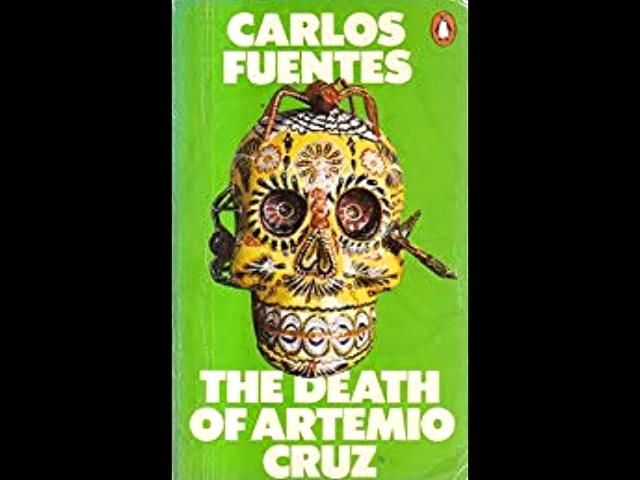 CARLOS
FUENTES
THE DEATH
OF ARTEMIO
CRUZ